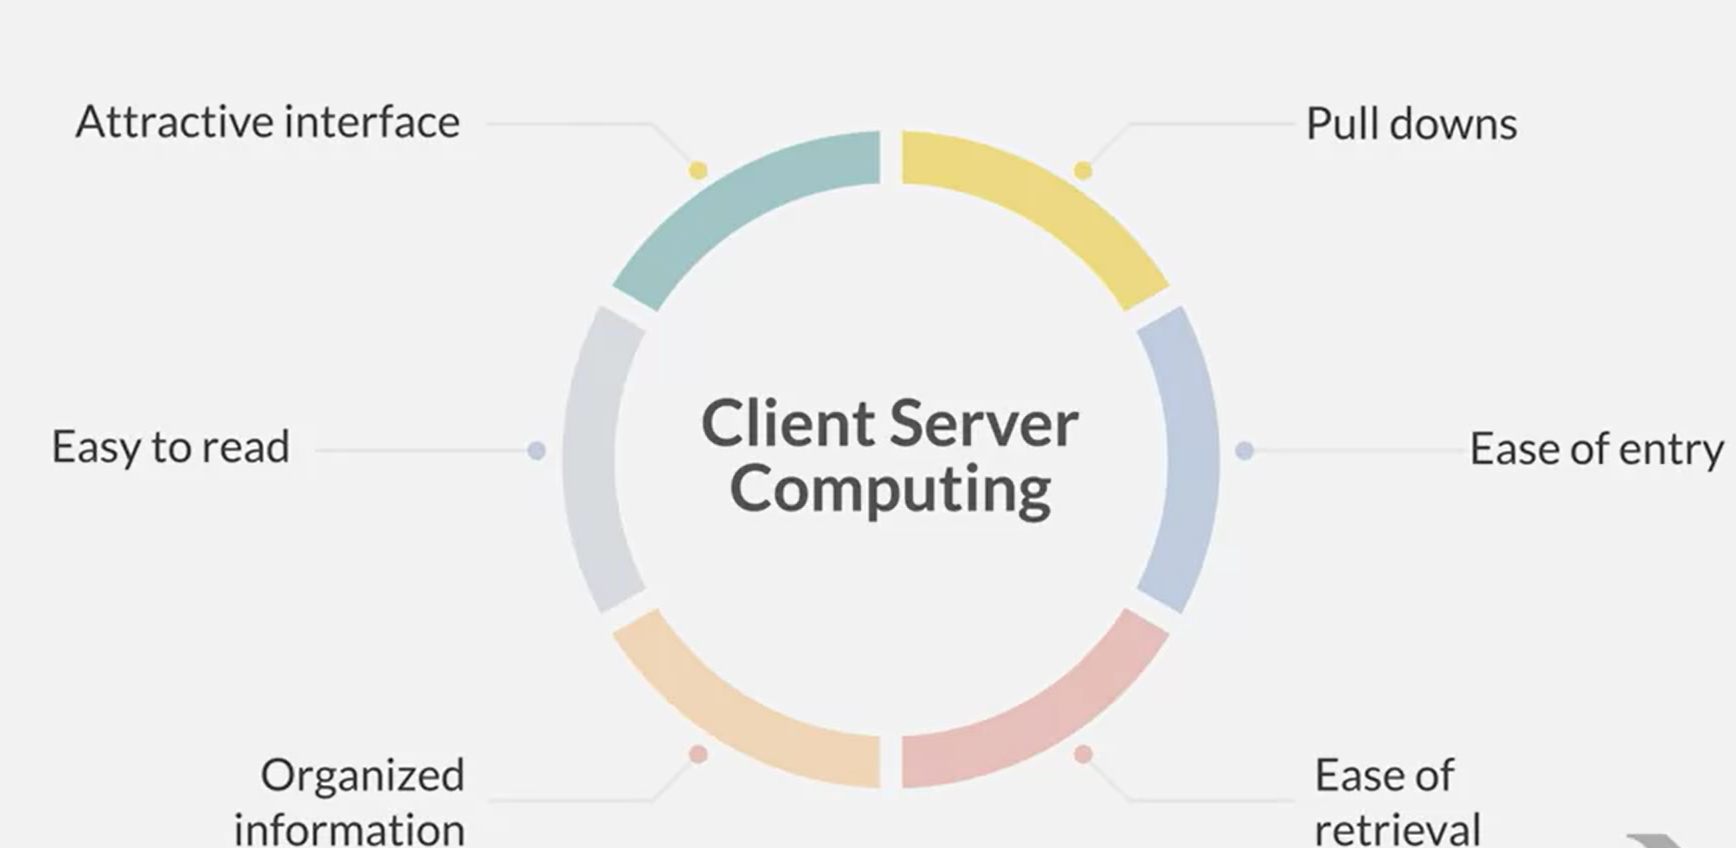 Attractive interface
Pull downs
Client Server
Computing
Easy to read
Ease of entry
Organized
information
Ease of
retrieval